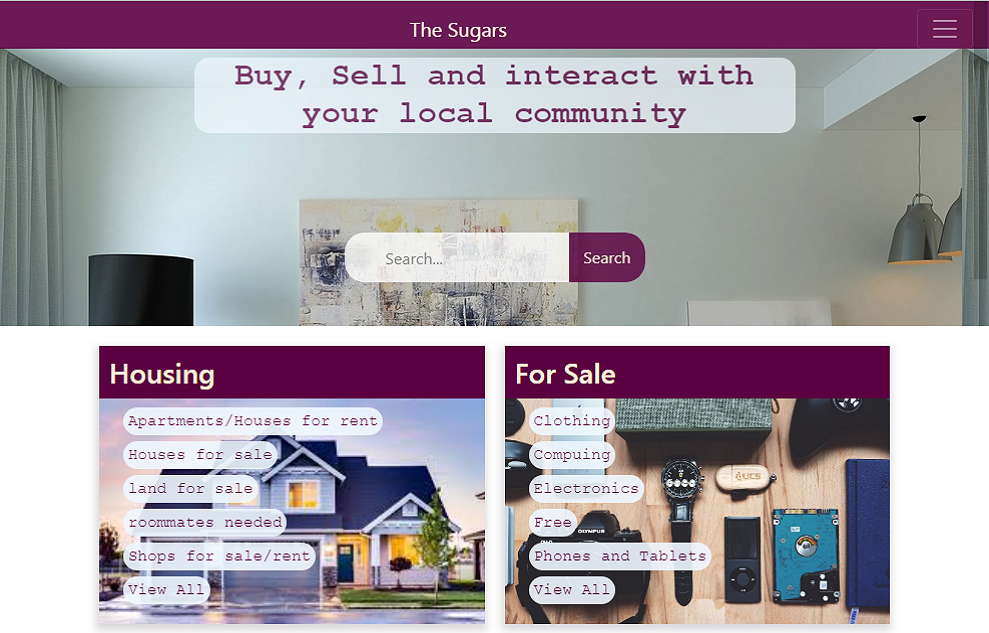 The Sugars
Buy, Sell and interact with
your local community
Search...
Search
Housing
Apartments/Houses for rent
Houses for sale
land for sale
roommates needed
Shops for sale/rent
View All
For Sale
Clothing
Compuing
Electronics
Free
Phones and Tablets
View All
UCS
OLYMPUS